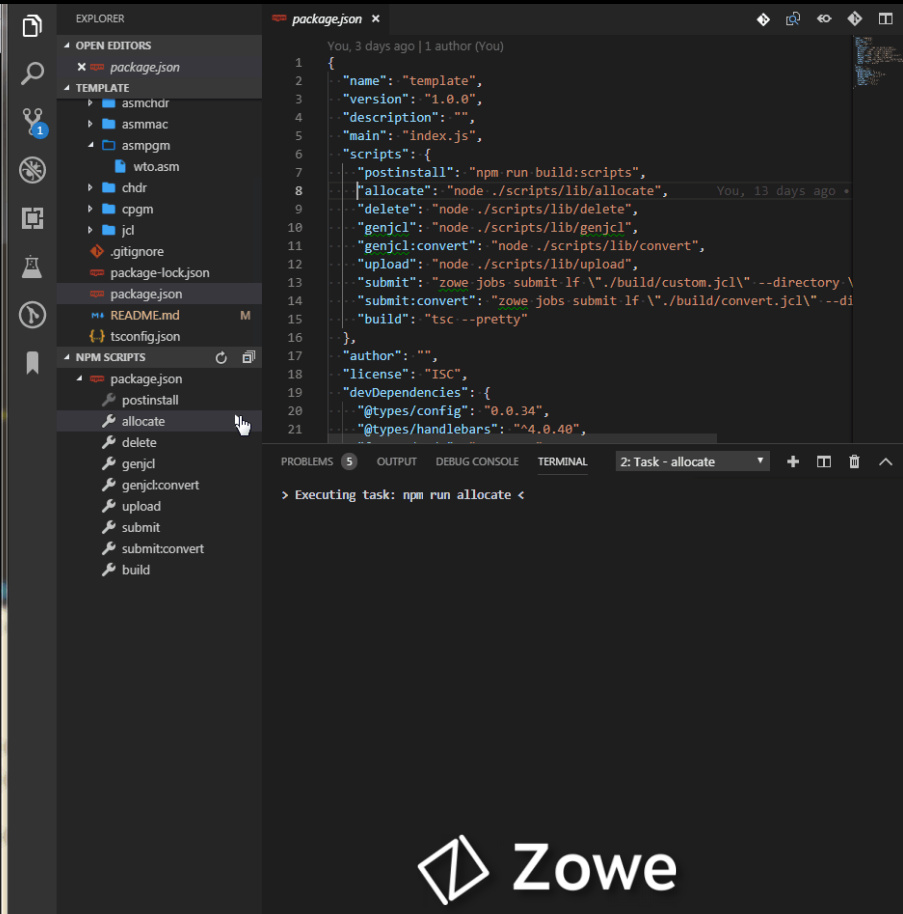 EXPLORER
OPEN EDITORS
package.json
TEMPLATE
asmchdr
asmmac
asmpgm
wto.asm
chdr
cpgm
jcl
.gitignore
package-lock.json
package.json
README.md M
tsconfig.json
NPM SCRIPTS
package.json
postinstall
allocate
delete
genjcl
genjcl:convert
upload
submit
submit:convert
build
1
package.json
You, 3 days ago | 1 author (You)
1 {
2 "name": "template",
3 "version": "1.0.0",
4 "description": "",
5 "main": "index.js",
6 "scripts": {
7 "postinstall": "npm run build:scripts",
8 "allocate": "node ./scripts/lib/allocate", You, 13 days ago •
9 "delete": "node ./scripts/lib/delete",
10 "genjcl": "node ./scripts/lib/genjcl",
11 "genjcl:convert": "node ./scripts/lib/convert",
12 "upload": "node ./scripts/lib/upload",
13 "submit": "zowe jobs submit lf \"./build/custom.jcl\" --directory \
14 "submit:convert": "zowe jobs submit lf \"./build/convert.jcl\" --di
15 "build": "tsc --pretty"
16 },
17 "author": "",
18 "license": "ISC",
19 "devDependencies": {
20 "@types/config": "0.0.34",
21 "@types/handlebars": "^4.0.40",
PROBLEMS 5 OUTPUT DEBUG CONSOLE TERMINAL 2: Task - allocate
> Executing task: npm run allocate <
Zowe